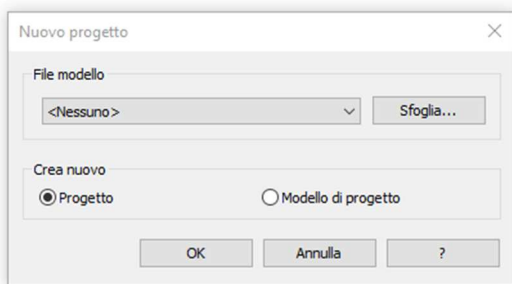 Nuovo progetto
File modello
<Nessuno>
Sfoglia...
Crea nuovo
Progetto
Modello di progetto
OK
Annulla
?